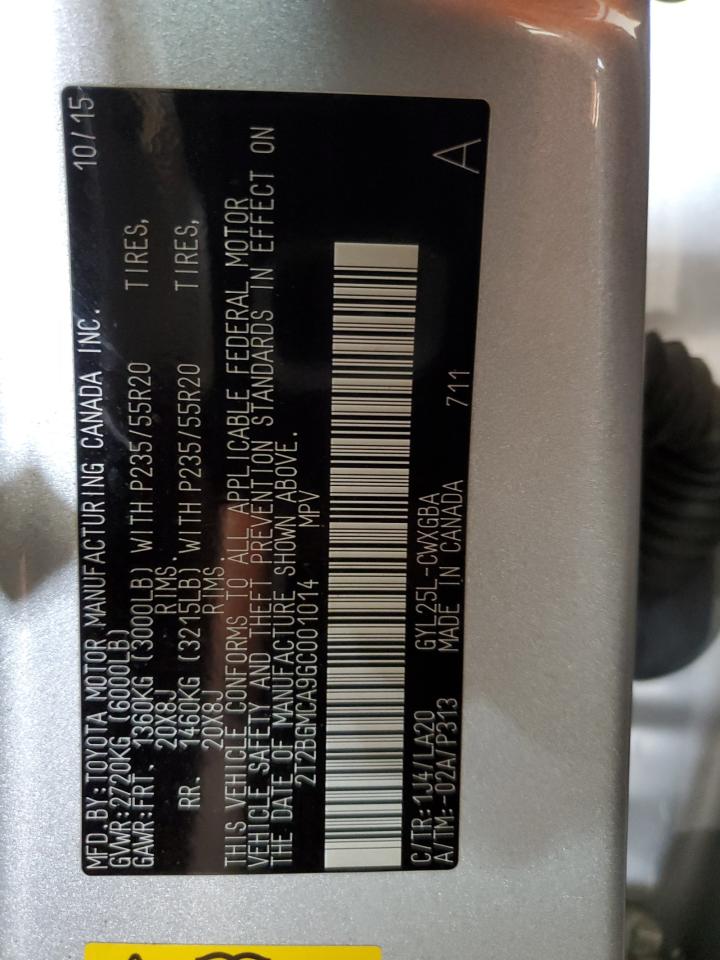 MFD.BY:TOYOTA MOTOR MANUFACTURING CANADA INC. 10/15
GVWR:2720KG (6000LB)
GAWR:FRT. 1360KG (3000LB) WITH P235/55R20 TIRES,
20X8J RIMS.
RR. 1460KG (3215LB) WITH P235/55R20 TIRES,
20X8J RIMS.
THIS VEHICLE CONFORMS TO ALL APPLICABLE FEDERAL MOTOR
VEHICLE SAFETY AND THEFT PREVENTION STANDARDS IN EFFECT ON
THE DATE OF MANUFACTURE SHOWN ABOVE.
2T2BGMCA9GC001014 MPV
C/TR:1J4/LA20 GYL25L-CWXGBA 711 A
A/TM:-02A/P313 MADE IN CANADA